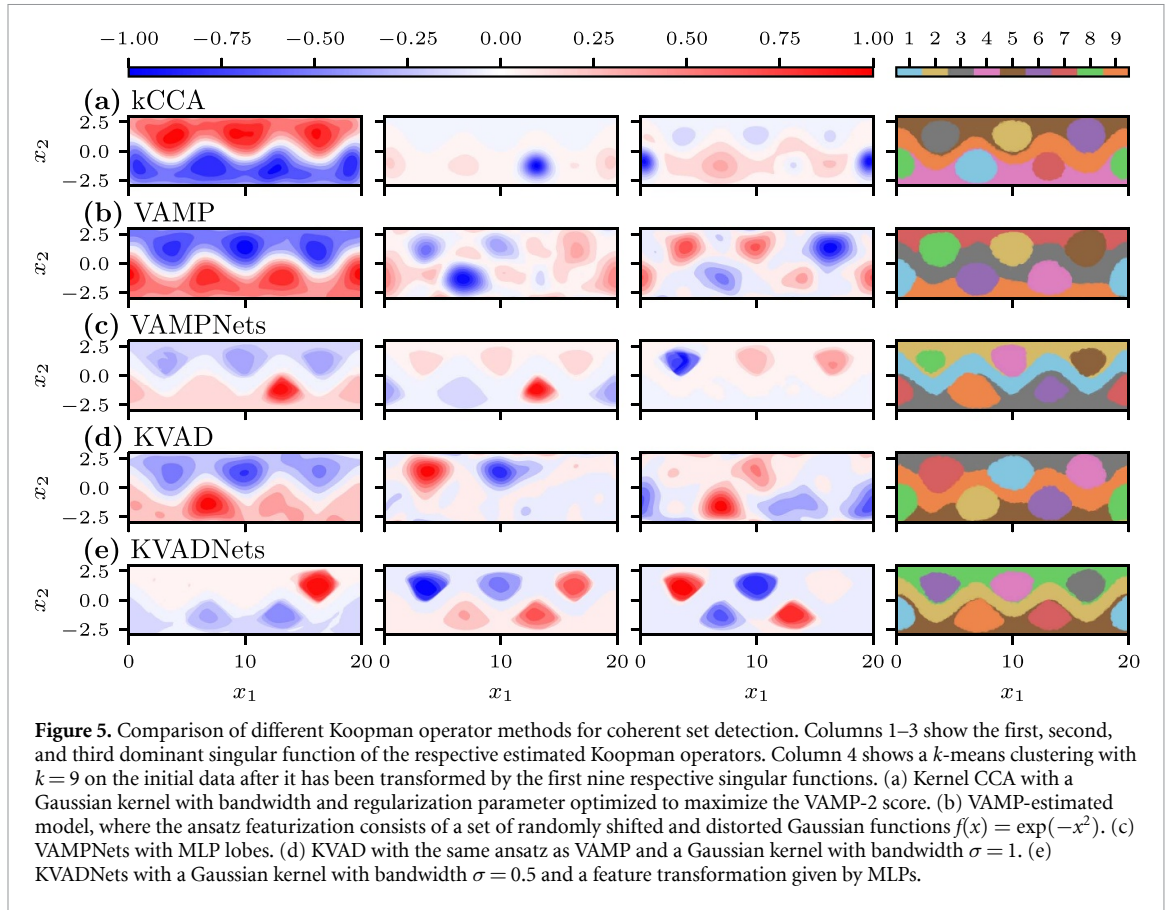 −1.00 −0.75 −0.50 −0.25 0.00 0.25 0.50 0.75 1.00 1 2 3 4 5 6 7 8 9
(a) kCCA
2.5
0.0
−2.5
x2
(b) VAMP
2.5
0.0
−2.5
x2
(c) VAMPNets
2.5
0.0
−2.5
x2
(d) KVAD
2.5
0.0
−2.5
x2
(e) KVADNets
2.5
0.0
−2.5
x2
0 10 20 0 10 20 0 10 20 0 10 20
x1 x1 x1 x1
Figure 5. Comparison of different Koopman operator methods for coherent set detection. Columns 1–3 show the first, second,
and third dominant singular function of the respective estimated Koopman operators. Column 4 shows a k-means clustering with
k = 9 on the initial data after it has been transformed by the first nine respective singular functions. (a) Kernel CCA with a
Gaussian kernel with bandwidth and regularization parameter optimized to maximize the VAMP-2 score. (b) VAMP-estimated
model, where the ansatz featurization consists of a set of randomly shifted and distorted Gaussian functions f(x) = exp(−x²). (c)
VAMPNets with MLP lobes. (d) KVAD with the same ansatz as VAMP and a Gaussian kernel with bandwidth σ = 1. (e)
KVADNets with a Gaussian kernel with bandwidth σ = 0.5 and a feature transformation given by MLPs.